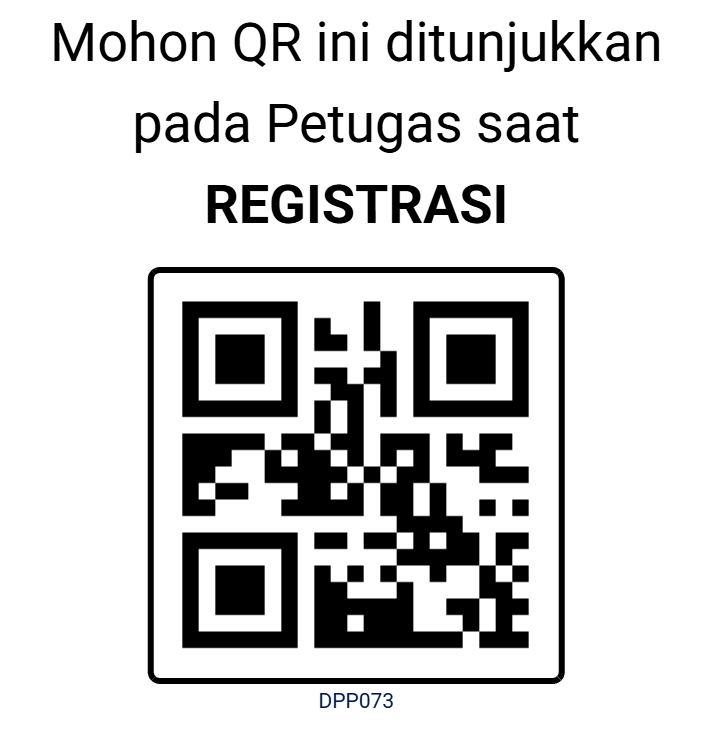 Mohon QR ini ditunjukkan
pada Petugas saat
REGISTRASI
DPP073